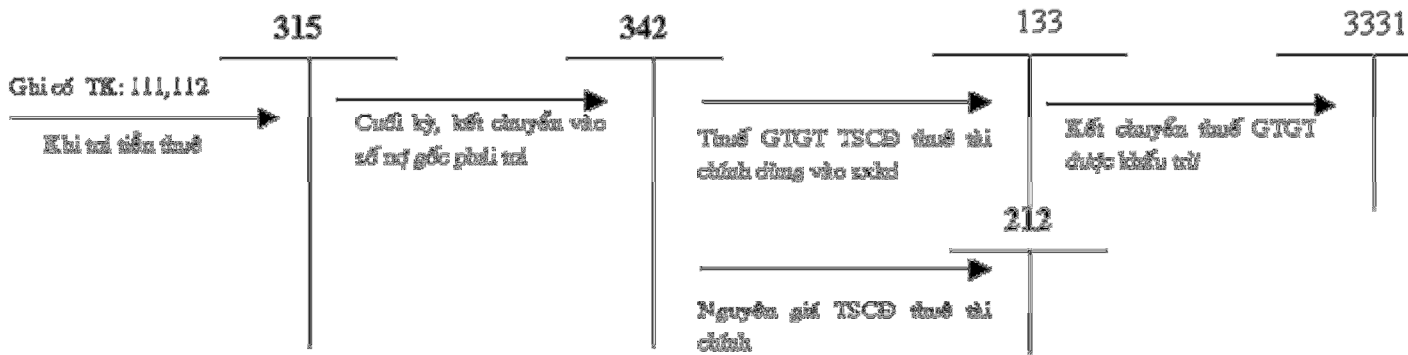 315
342
133
3331
Ghi có TK: 111,112
Khi trả tiền thuê
Cuối kỳ, kết chuyển vào
số nợ gốc phải trả
Thuế GTGT TSCĐ thuê tài
chính dùng vào sxkd
Kết chuyển thuế GTGT
được khấu trừ
212
Nguyên giá TSCĐ thuê tài
chính